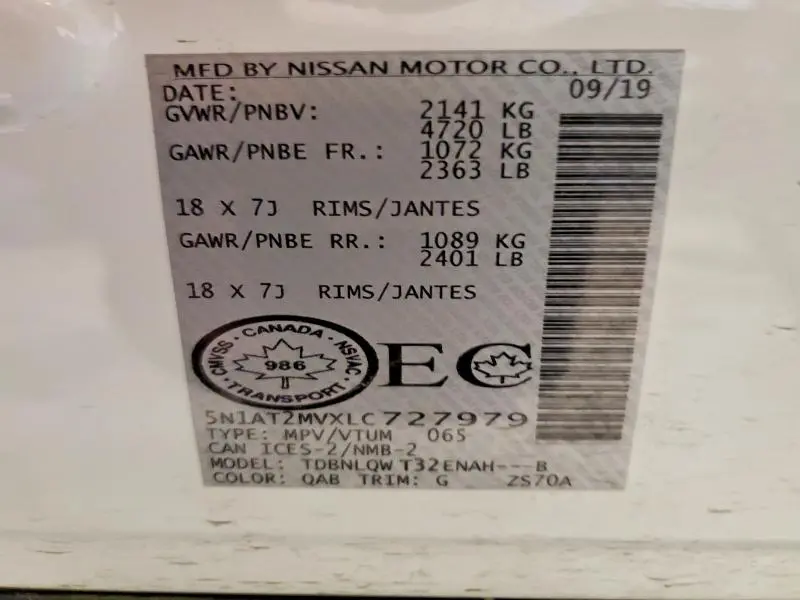 MFD BY NISSAN MOTOR CO., LTD.
DATE: 09/19
GVWR/PNBV: 2141 KG
4720 LB
GAWR/PNBE FR.: 1072 KG
2363 LB
18 X 7J RIMS/JANTES
GAWR/PNBE RR.: 1089 KG
2401 LB
18 X 7J RIMS/JANTES
CANADA
CMVSS 986 NSVAC
TRANSPORT
EC
5N1AT2MVXLC727979
TYPE: MPV/VTUM 065
CAN ICES-2/NMB-2
MODEL: TDBNLQW T32ENAH---B
COLOR: QAB TRIM: G ZS70A